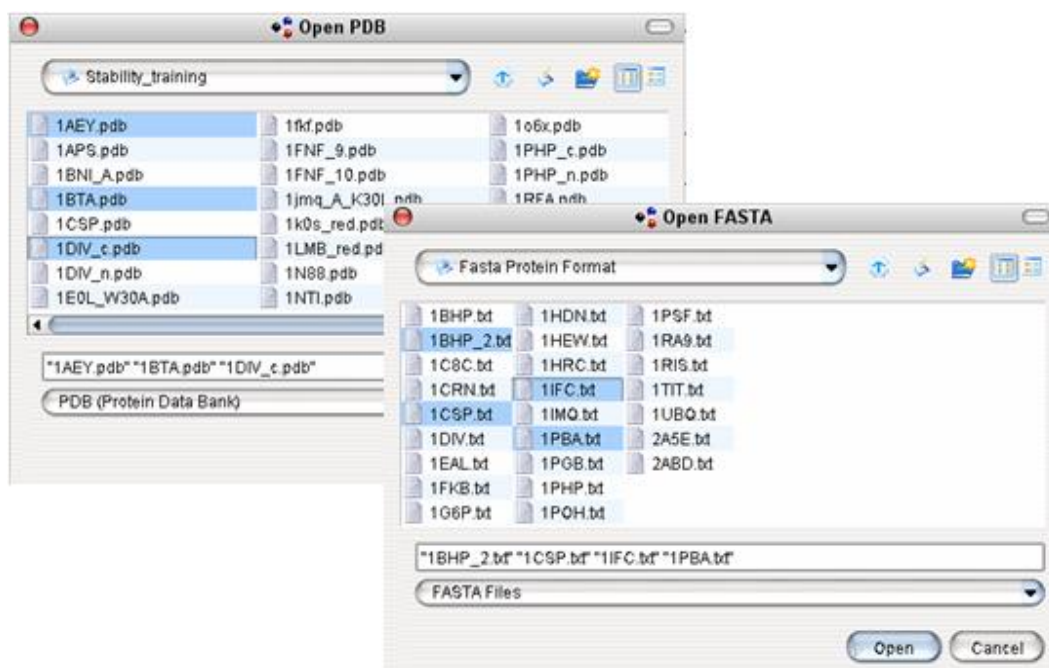 Open PDB
Stability_training
1AEY.pdb 1fkf.pdb 1o6x.pdb
1APS.pdb 1FNF_9.pdb 1PHP_c.pdb
1BNI_A.pdb 1FNF_10.pdb 1PHP_n.pdb
1BTA.pdb
1CSP.pdb
1DIV_c.pdb
1DIV_n.pdb 1N88.pdb
1E0L_W30A.pdb 1NTI.pdb
"1AEY.pdb" "1BTA.pdb" "1DIV_c.pdb"
PDB (Protein Data Bank)
Open FASTA
Fasta Protein Format
1BHP.txt 1HDN.txt 1PSF.txt
1BHP_2.txt 1HEW.txt 1RA9.txt
1C8C.txt 1HRC.txt 1RIS.txt
1CRN.txt 1IFC.txt 1TIT.txt
1CSP.txt 1IMQ.txt 1UBQ.txt
1DIV.txt 1PBA.txt 2A5E.txt
1EAL.txt 1PGB.txt 2ABD.txt
1FKB.txt 1PHP.txt
1G6P.txt 1POH.txt
"1BHP_2.txt" "1CSP.txt" "1IFC.txt" "1PBA.txt"
FASTA Files
Open Cancel